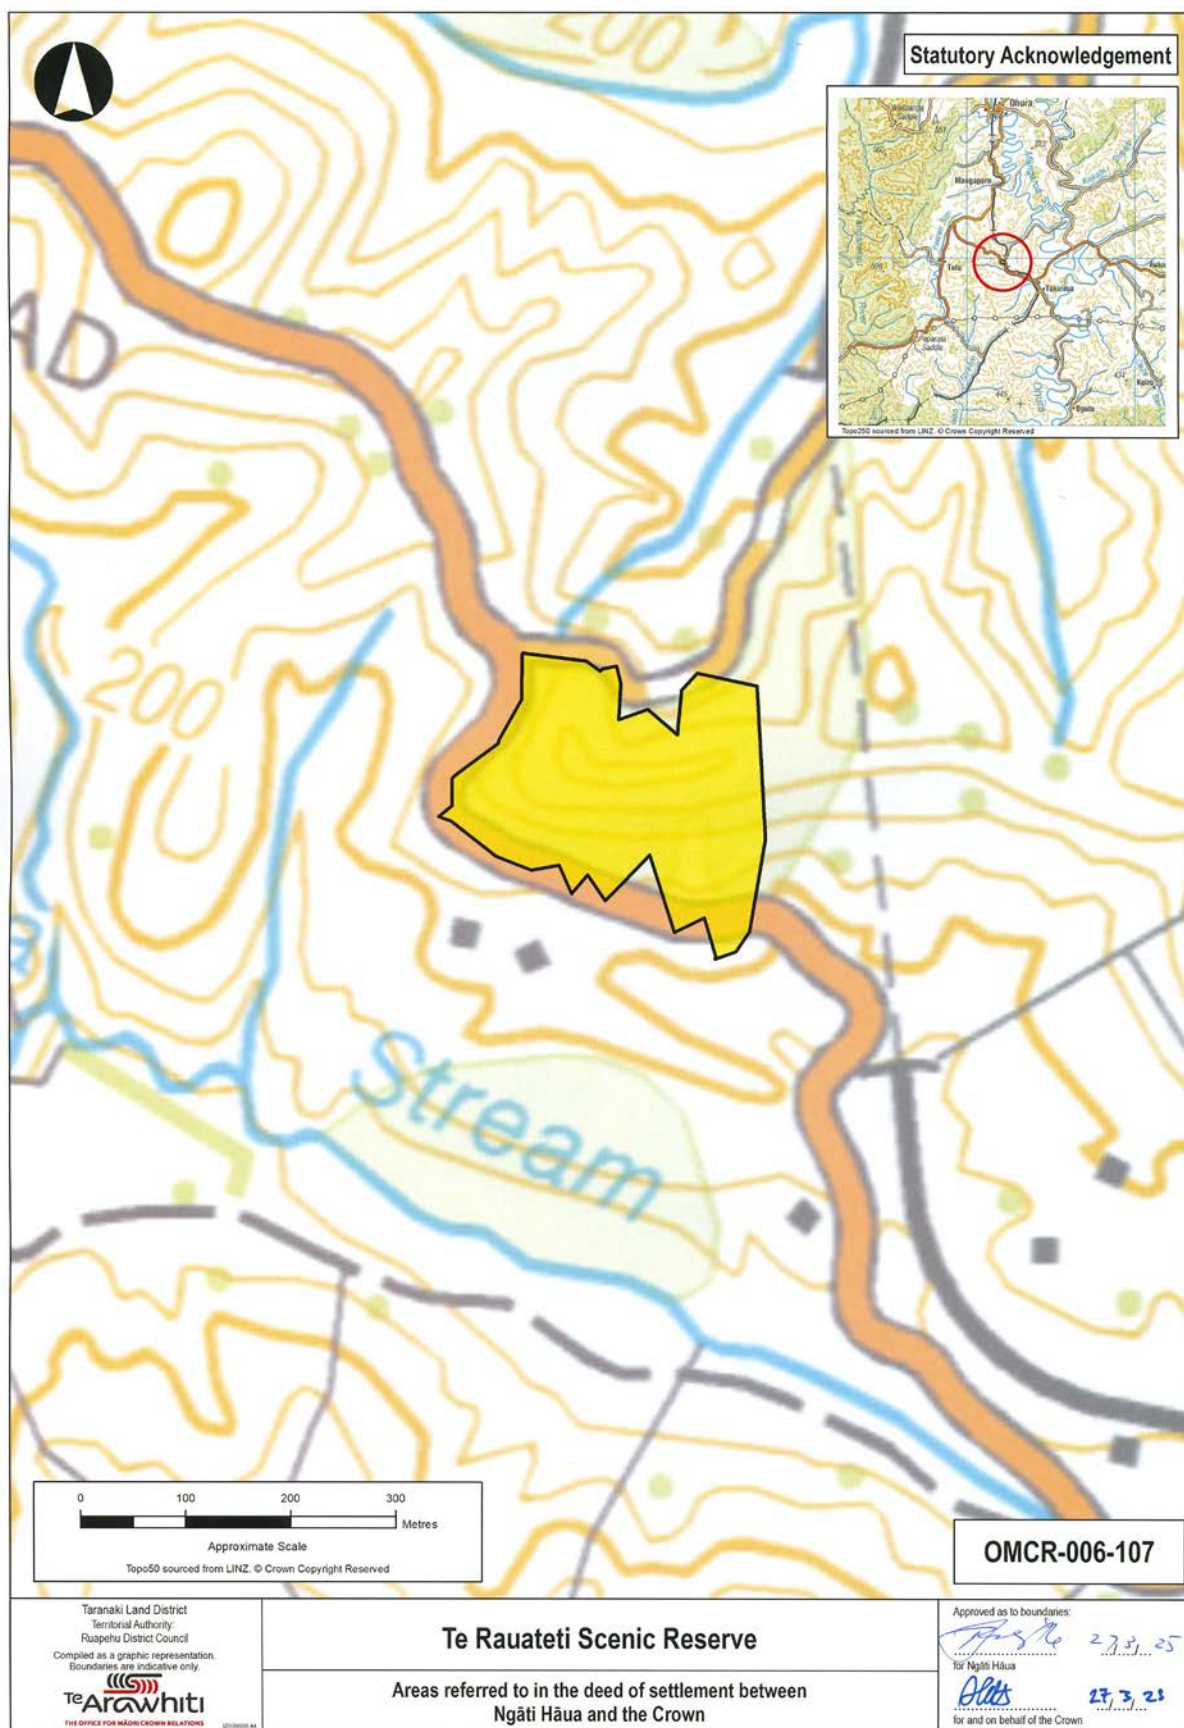 200
Statutory Acknowledgement
Ohura
Mangaparo
Tatu
Tokirima
Paparata
Saddle
Topo250 sourced from LINZ. © Crown Copyright Reserved
AD
200
Stream
0 100 200 300
Metres
Approximate Scale
Topo50 sourced from LINZ. © Crown Copyright Reserved
OMCR-006-107
Taranaki Land District
Territorial Authority:
Ruapehu District Council
Compiled as a graphic representation.
Boundaries are indicative only.
Te Arawhiti
THE OFFICE FOR MĀORI CROWN RELATIONS
Te Rauateti Scenic Reserve
Areas referred to in the deed of settlement between
Ngāti Hāua and the Crown
Approved as to boundaries:
27, 3, 25
for Ngāti Hāua
27, 3, 25
for and on behalf of the Crown